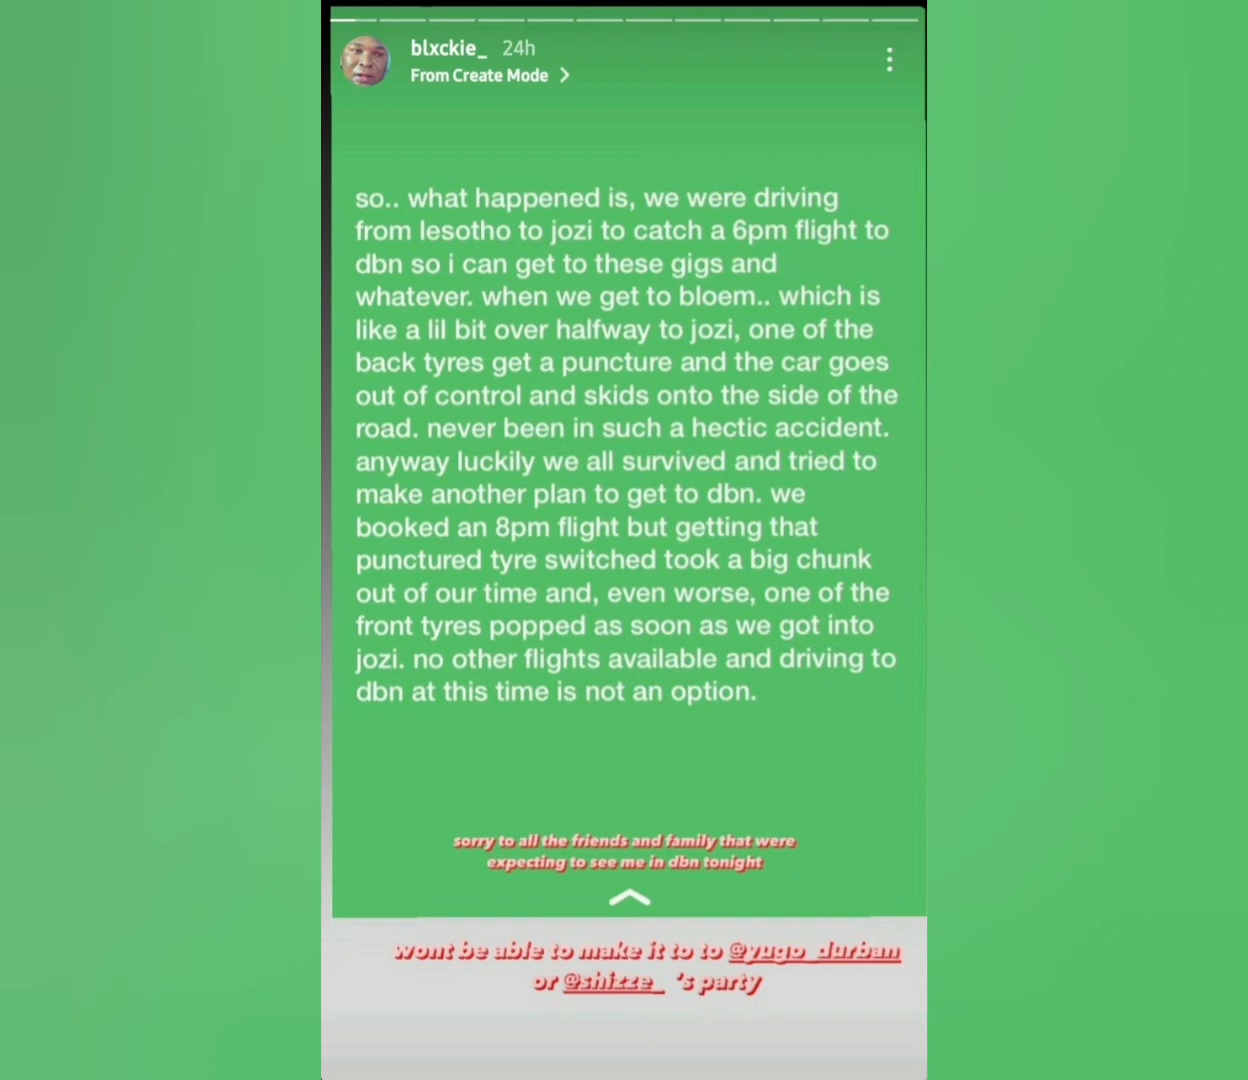 blxckie_ 24h
From Create Mode
so.. what happened is, we were driving
from lesotho to jozi to catch a 6pm flight to
dbn so i can get to these gigs and
whatever. when we get to bloem.. which is
like a lil bit over halfway to jozi, one of the
back tyres get a puncture and the car goes
out of control and skids onto the side of the
road. never been in such a hectic accident.
anyway luckily we all survived and tried to
make another plan to get to dbn. we
booked an 8pm flight but getting that
punctured tyre switched took a big chunk
out of our time and, even worse, one of the
front tyres popped as soon as we got into
jozi. no other flights available and driving to
dbn at this time is not an option.
sorry to all the friends and family that were
expecting to see me in dbn tonight
wont be able to make it to to @yugo_durban
or @shizze_ 's party